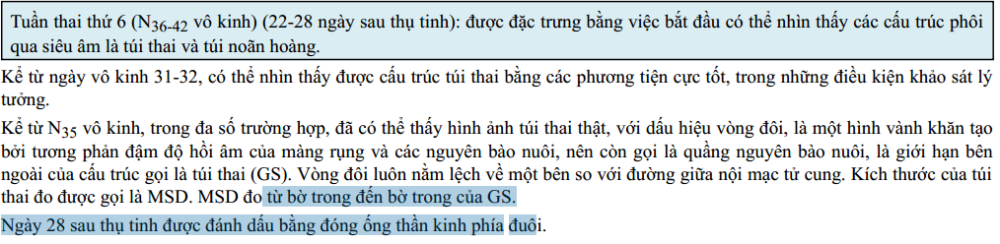 Tuần thai thứ 6 (N36-42 vô kinh) (22-28 ngày sau thụ tinh): được đặc trưng bằng việc bắt đầu có thể nhìn thấy các cấu trúc phôi
qua siêu âm là túi thai và túi noãn hoàng.
Kể từ ngày vô kinh 31-32, có thể nhìn thấy được cấu trúc túi thai bằng các phương tiện cực tốt, trong những điều kiện khảo sát lý
tưởng.
Kể từ N35 vô kinh, trong đa số trường hợp, đã có thể thấy hình ảnh túi thai thật, với dấu hiệu vòng đôi, là một hình vành khăn tạo
bởi tương phản đậm độ hồi âm của màng rụng và các nguyên bào nuôi, nên còn gọi là quầng nguyên bào nuôi, là giới hạn bên
ngoài của cấu trúc gọi là túi thai (GS). Vòng đôi luôn nằm lệch về một bên so với đường giữa nội mạc tử cung. Kích thước của túi
thai đo được gọi là MSD. MSD đo từ bờ trong đến bờ trong của GS.
Ngày 28 sau thụ tinh được đánh dấu bằng đóng ống thần kinh phía đuôi.